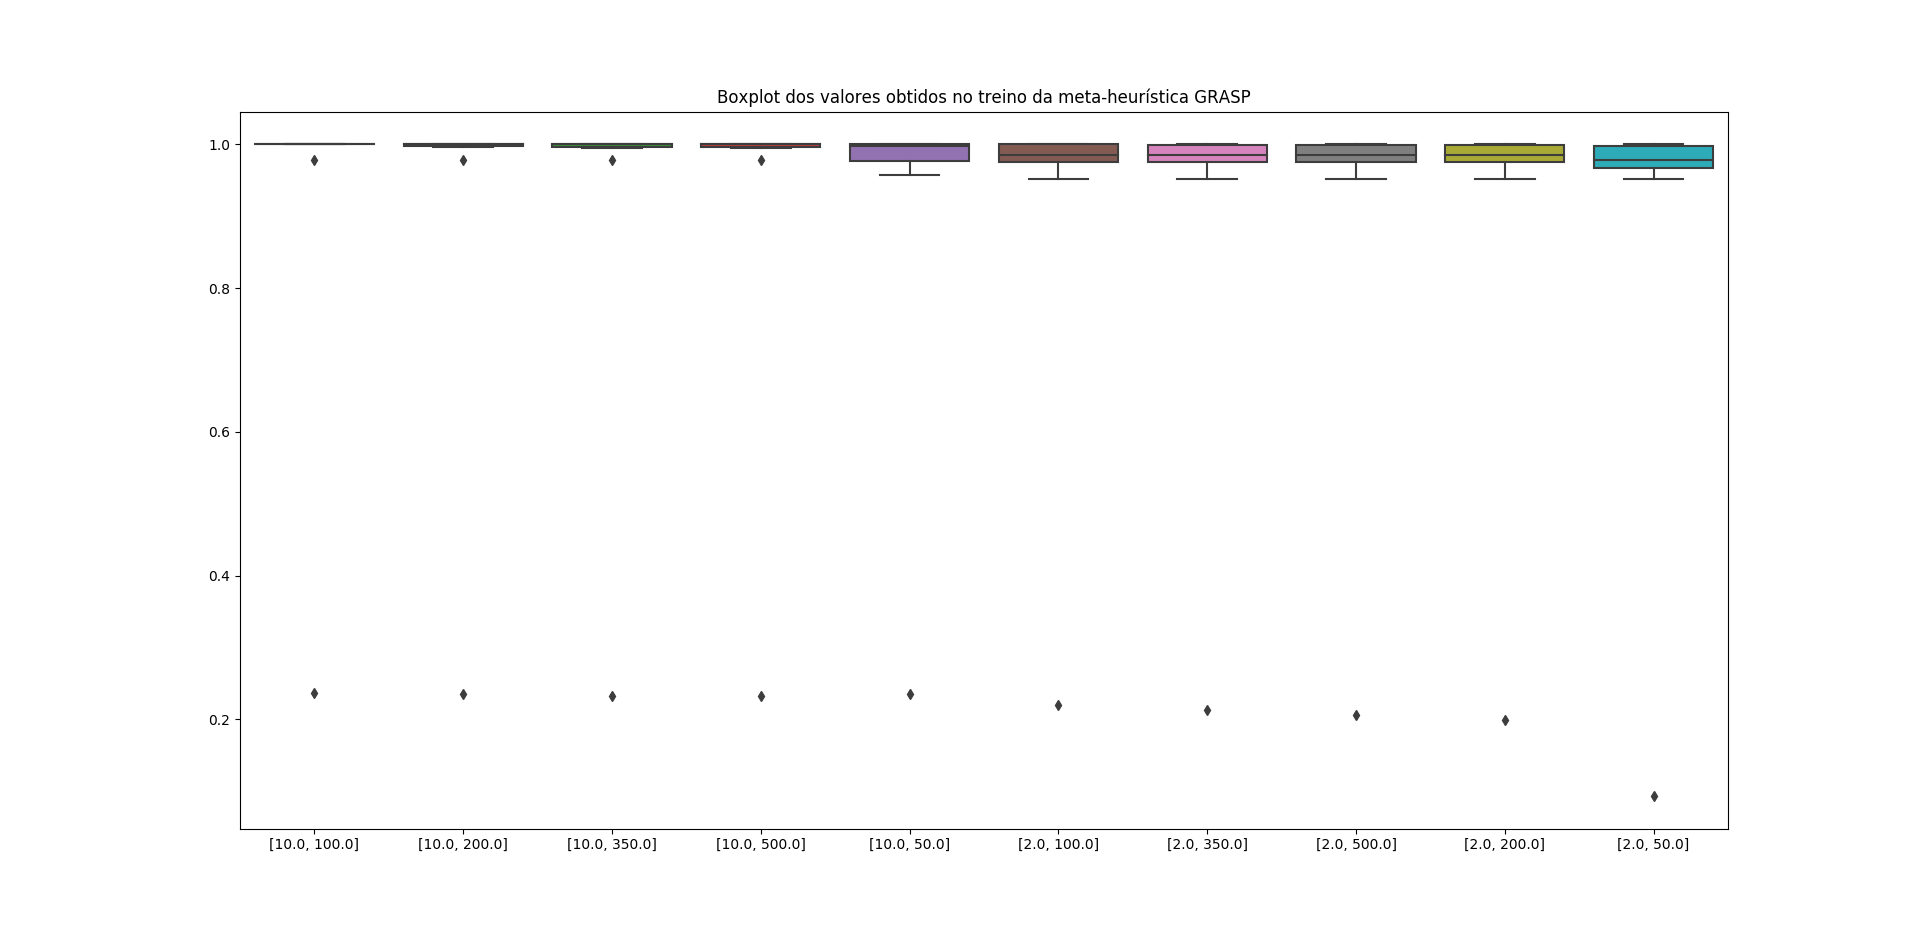 Boxplot dos valores obtidos no treino da meta-heurística GRASP
1.0
0.8
0.6
0.4
0.2
[10.0, 100.0] [10.0, 200.0] [10.0, 350.0] [10.0, 500.0] [10.0, 50.0] [2.0, 100.0] [2.0, 350.0] [2.0, 500.0] [2.0, 200.0] [2.0, 50.0]